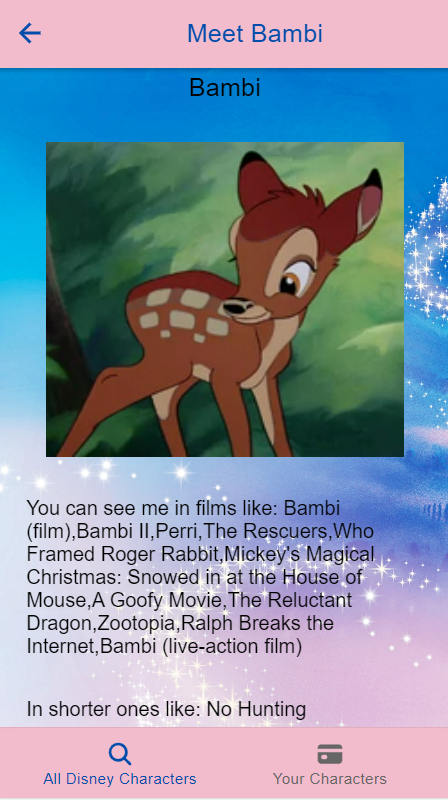 Meet Bambi
Bambi
You can see me in films like: Bambi
(film),Bambi II,Perri,The Rescuers,Who
Framed Roger Rabbit,Mickey's Magical
Christmas: Snowed in at the House of
Mouse,A Goofy Movie,The Reluctant
Dragon,Zootopia,Ralph Breaks the
Internet,Bambi (live-action film)
In shorter ones like: No Hunting
All Disney Characters
Your Characters